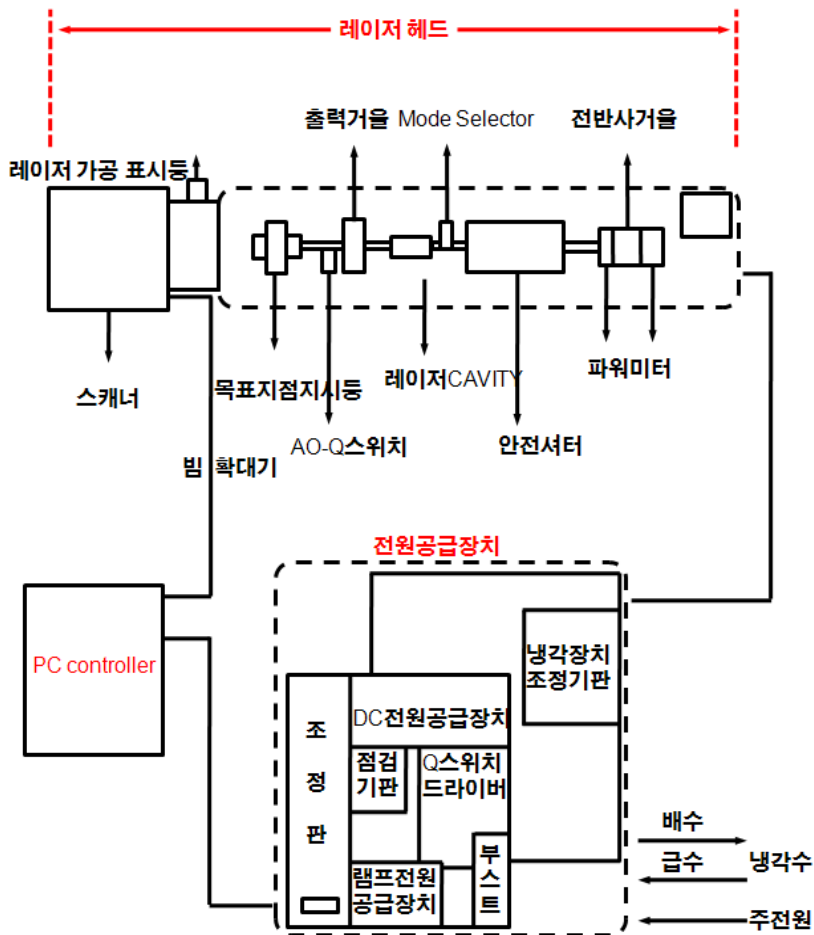 레이저 헤드
출력거울 Mode Selector 전반사거울
레이저 가공 표시등
스캐너
목표지점지시등
레이저CAVITY
파워미터
AO-Q스위치
안전셔터
빔 확대기
전원공급장치
PC controller
냉각장치
조정기판
조
정
판
DC전원공급장치
점검
기판
Q스위치
드라이버
램프전원
공급장치
부
스
트
배수
급수
냉각수
주전원